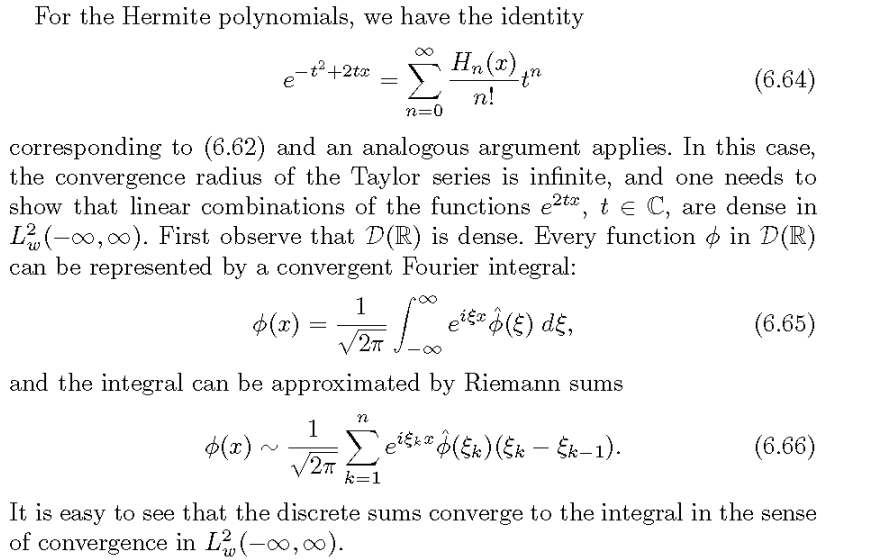 For the Hermite polynomials, we have the identity
e^{-t^2+2tx} = \sum_{n=0}^{\infty} \frac{H_n(x)}{n!} t^n (6.64)
corresponding to (6.62) and an analogous argument applies. In this case,
the convergence radius of the Taylor series is infinite, and one needs to
show that linear combinations of the functions e^{2tx}, t ∈ ℂ, are dense in
L^2_w(−∞, ∞). First observe that 𝒟(ℝ) is dense. Every function ϕ in 𝒟(ℝ)
can be represented by a convergent Fourier integral:
ϕ(x) = \frac{1}{\sqrt{2π}} \int_{-∞}^{∞} e^{iξx} \hat{ϕ}(ξ) dξ, (6.65)
and the integral can be approximated by Riemann sums
ϕ(x) ∼ \frac{1}{\sqrt{2π}} \sum_{k=1}^{n} e^{iξ_k x} \hat{ϕ}(ξ_k)(ξ_k − ξ_{k−1}). (6.66)
It is easy to see that the discrete sums converge to the integral in the sense
of convergence in L^2_w(−∞, ∞).